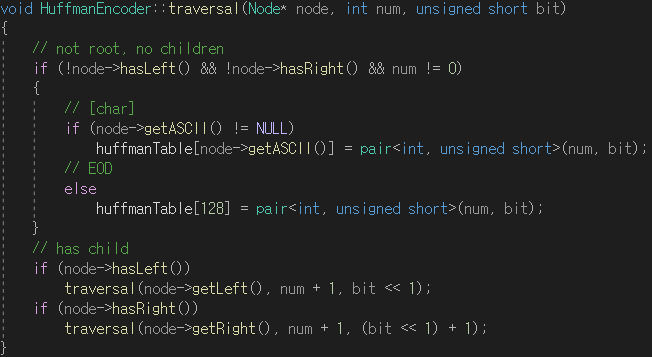 void HuffmanEncoder::traversal(Node* node, int num, unsigned short bit)
{
    // not root, no children
    if (!node->hasLeft() && !node->hasRight() && num != 0)
    {
        // [char]
        if (node->getASCII() != NULL)
            huffmanTable[node->getASCII()] = pair<int, unsigned short>(num, bit);
        // EOD
        else
            huffmanTable[128] = pair<int, unsigned short>(num, bit);
    }
    // has child
    if (node->hasLeft())
        traversal(node->getLeft(), num + 1, bit << 1);
    if (node->hasRight())
        traversal(node->getRight(), num + 1, (bit << 1) + 1);
}